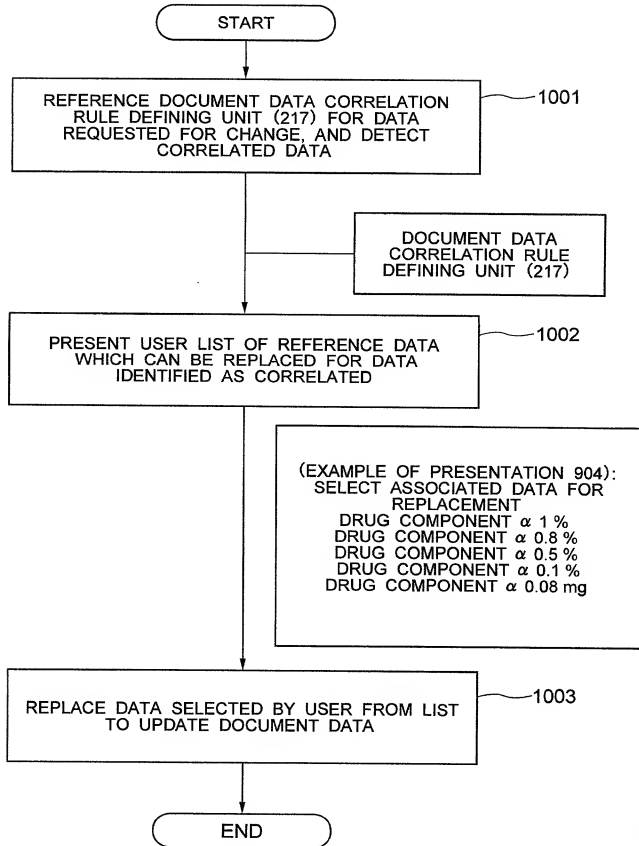 START
REFERENCE DOCUMENT DATA CORRELATION
RULE DEFINING UNIT (217) FOR DATA
REQUESTED FOR CHANGE, AND DETECT
CORRELATED DATA
1001
DOCUMENT DATA
CORRELATION RULE
DEFINING UNIT (217)
PRESENT USER LIST OF REFERENCE DATA
WHICH CAN BE REPLACED FOR DATA
IDENTIFIED AS CORRELATED
1002
(EXAMPLE OF PRESENTATION 904):
SELECT ASSOCIATED DATA FOR
REPLACEMENT
DRUG COMPONENT α 1 %
DRUG COMPONENT α 0.8 %
DRUG COMPONENT α 0.5 %
DRUG COMPONENT α 0.1 %
DRUG COMPONENT α 0.08 mg
REPLACE DATA SELECTED BY USER FROM LIST
TO UPDATE DOCUMENT DATA
1003
END